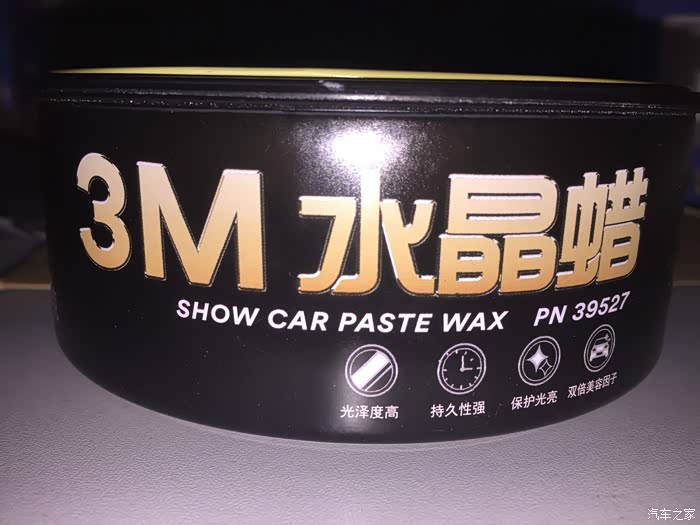 3M 水晶蜡
SHOW CAR PASTE WAX PN 39527
光泽度高 持久性强 保护光亮 双倍美容因子
汽车之家